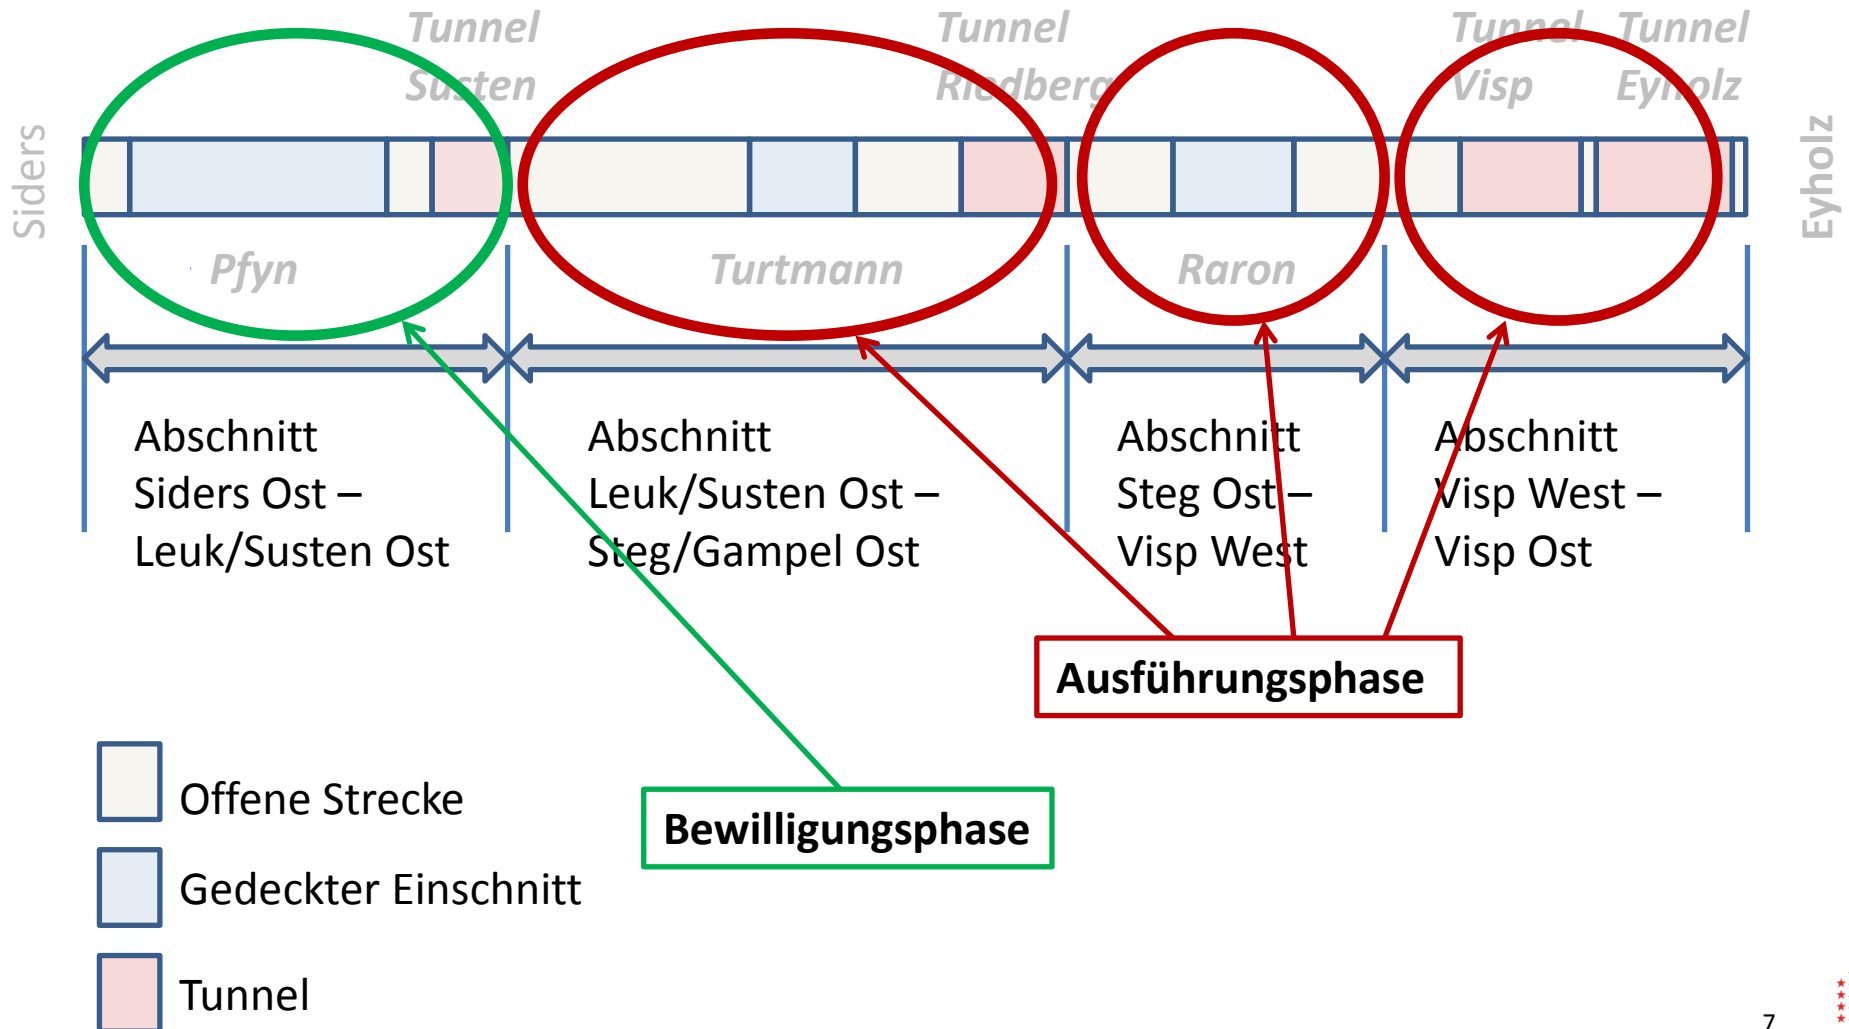 Tunnel
Susten
Tunnel
Riedberg
Tunnel
Visp
Tunnel
Eyholz
Siders
Eyholz
Pfyn
Turtmann
Raron
Abschnitt
Siders Ost –
Leuk/Susten Ost
Abschnitt
Leuk/Susten Ost –
Steg/Gampel Ost
Abschnitt
Steg Ost –
Visp West
Abschnitt
Visp West –
Visp Ost
Ausführungsphase
Bewilligungsphase
Offene Strecke
Gedeckter Einschnitt
Tunnel
7